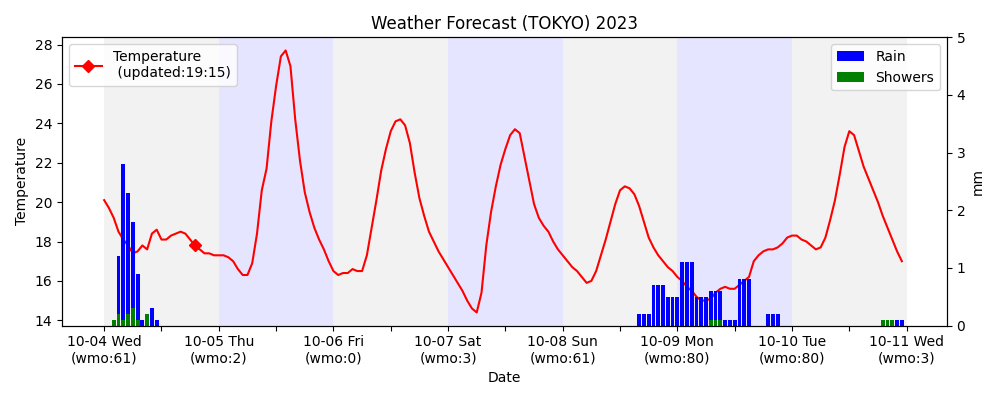 Weather Forecast (TOKYO) 2023
Temperature
(updated:19:15)
Rain
Showers
28
26
24
22
20
18
16
14
Temperature
5
4
3
2
1
0
mm
10-04 Wed
(wmo:61)
10-05 Thu
(wmo:2)
10-06 Fri
(wmo:0)
10-07 Sat
(wmo:3)
10-08 Sun
(wmo:61)
10-09 Mon
(wmo:80)
10-10 Tue
(wmo:80)
10-11 Wed
(wmo:3)
Date